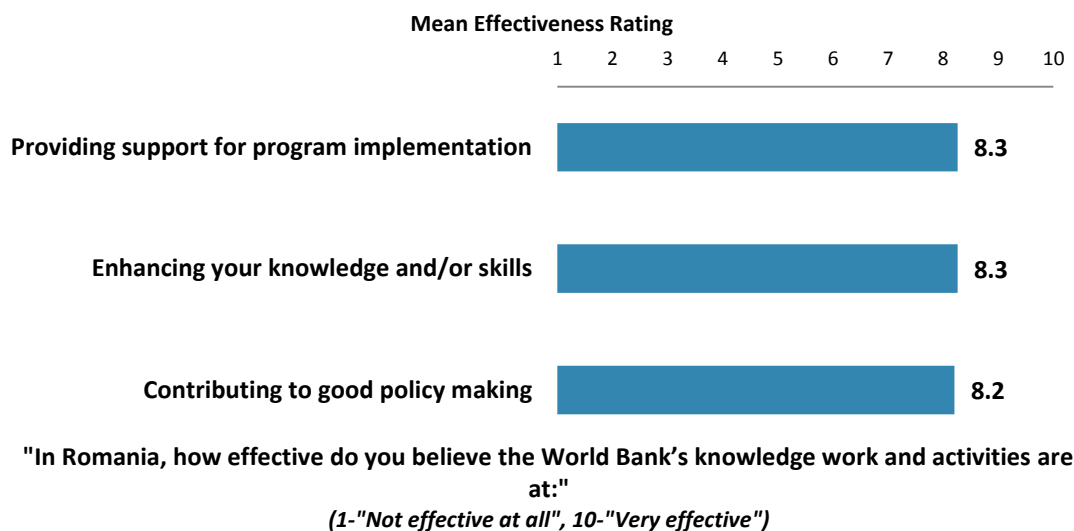 Mean Effectiveness Rating
1 2 3 4 5 6 7 8 9 10
Providing support for program implementation 8.3
Enhancing your knowledge and/or skills 8.3
Contributing to good policy making 8.2
"In Romania, how effective do you believe the World Bank’s knowledge work and activities are
at:"
(1-"Not effective at all", 10-"Very effective")